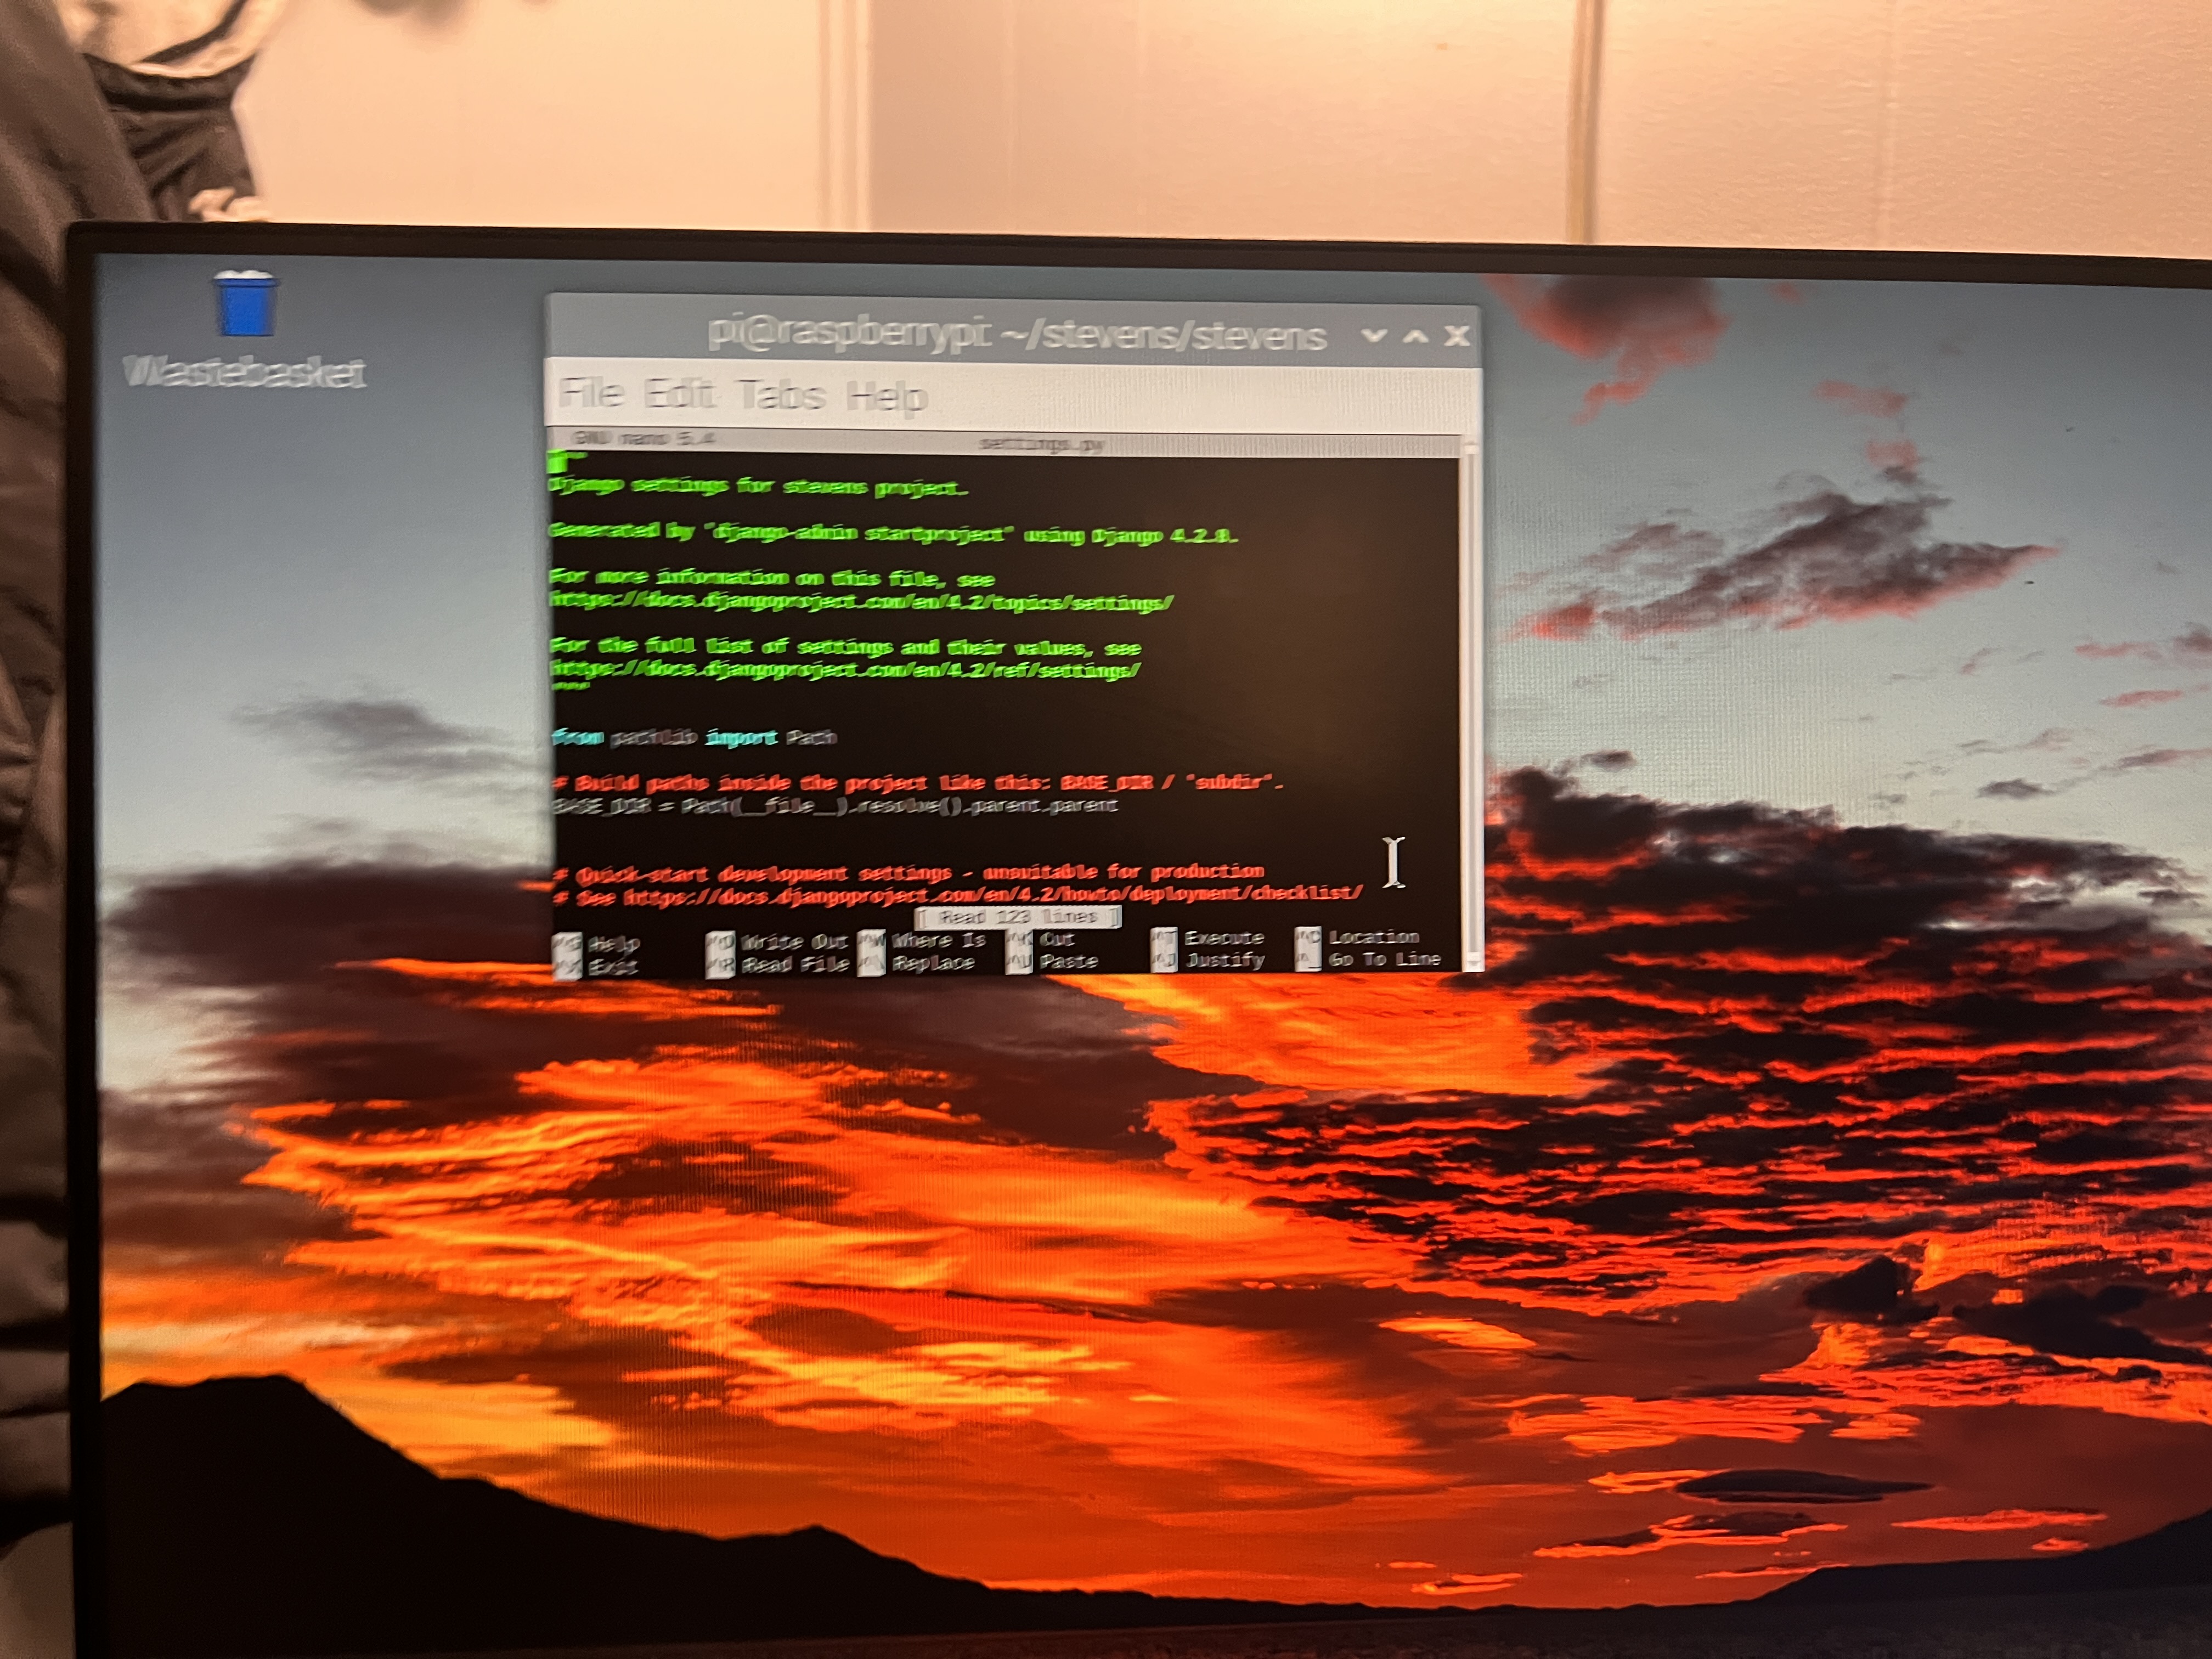 Wastebasket
pi@raspberrypi: ~/stevens/stevens
File Edit Tabs Help
GNU nano 5.4 settings.py
"""
Django settings for stevens project.
Generated by 'django-admin startproject' using Django 4.2.8.
For more information on this file, see
https://docs.djangoproject.com/en/4.2/topics/settings/
For the full list of settings and their values, see
https://docs.djangoproject.com/en/4.2/ref/settings/
"""
from pathlib import Path
# Build paths inside the project like this: BASE_DIR / 'subdir'.
BASE_DIR = Path(__file__).resolve().parent.parent
# Quick-start development settings - unsuitable for production
# See https://docs.djangoproject.com/en/4.2/howto/deployment/checklist/
[ Read 123 lines ]
^G Help ^O Write Out ^W Where Is ^K Cut ^T Execute ^C Location
^X Exit ^R Read File ^\ Replace ^U Paste ^J Justify ^_ Go To Line